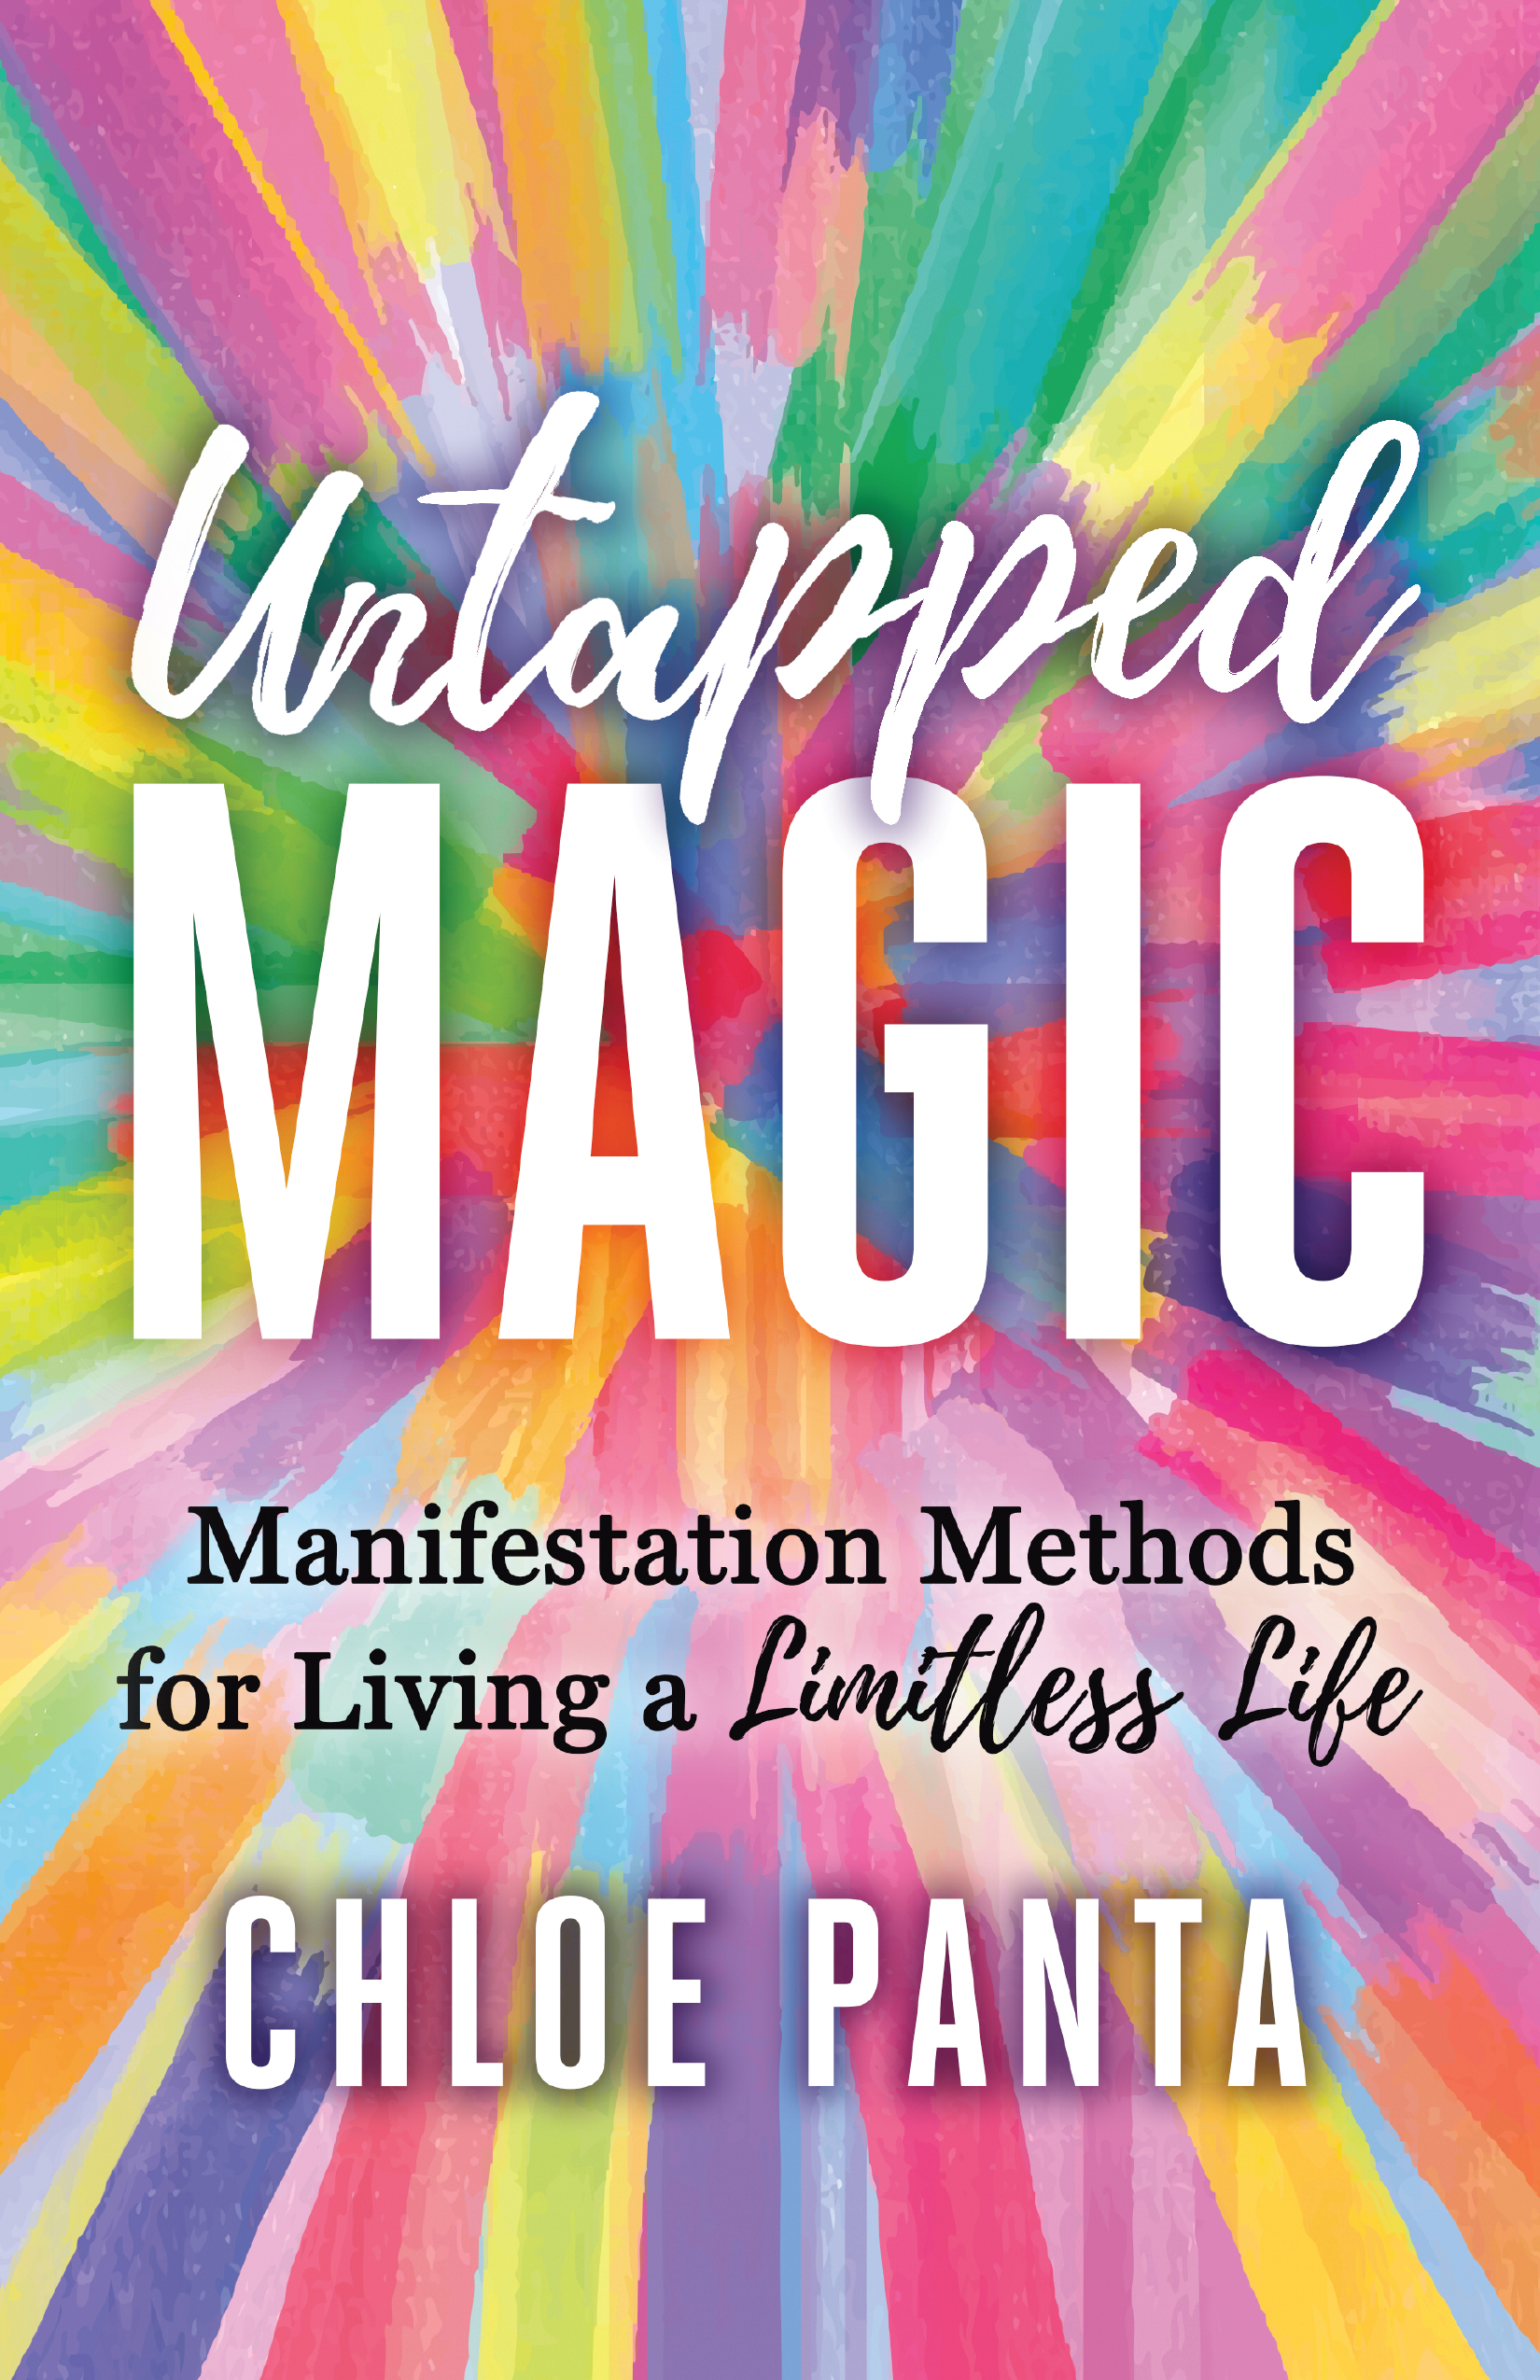 Untapped
MAGIC
Manifestation Methods
for Living a Limitless Life
CHLOE PANTA